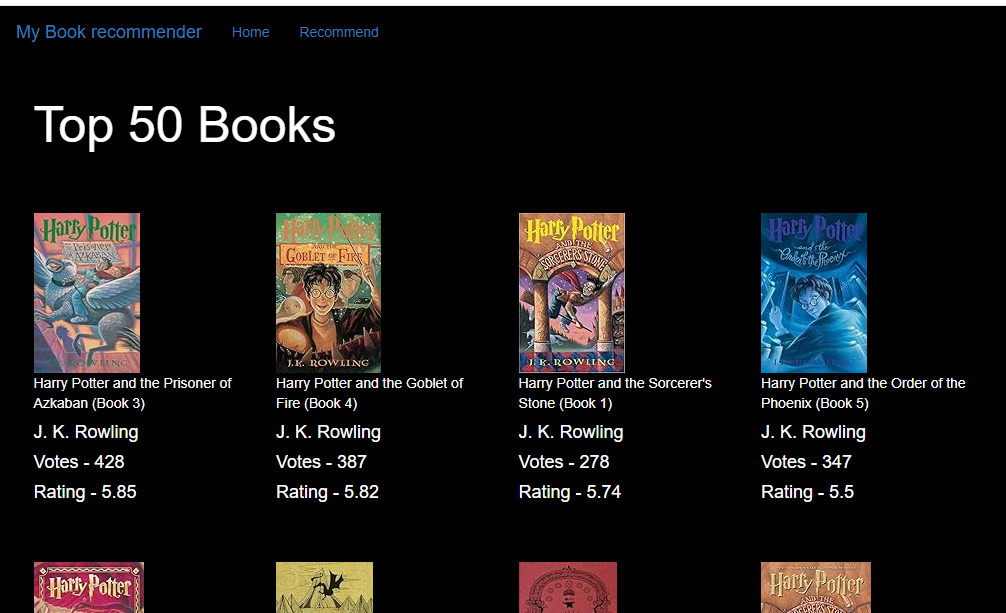 My Book recommender Home Recommend
Top 50 Books
Harry Potter
and the Prisoner
of Azkaban
J.K. ROWLING
Harry Potter and the Prisoner of
Azkaban (Book 3)
J. K. Rowling
Votes - 428
Rating - 5.85
Harry Potter
AND THE
GOBLET OF FIRE
J.K. ROWLING
Harry Potter and the Goblet of
Fire (Book 4)
J. K. Rowling
Votes - 387
Rating - 5.82
Harry Potter
AND THE
SORCERER'S STONE
J. K. ROWLING
Harry Potter and the Sorcerer's
Stone (Book 1)
J. K. Rowling
Votes - 278
Rating - 5.74
Harry Potter
and the
Order of the Phoenix
Harry Potter and the Order of the
Phoenix (Book 5)
J. K. Rowling
Votes - 347
Rating - 5.5
Harry Potter
Harry Potter
AND THE